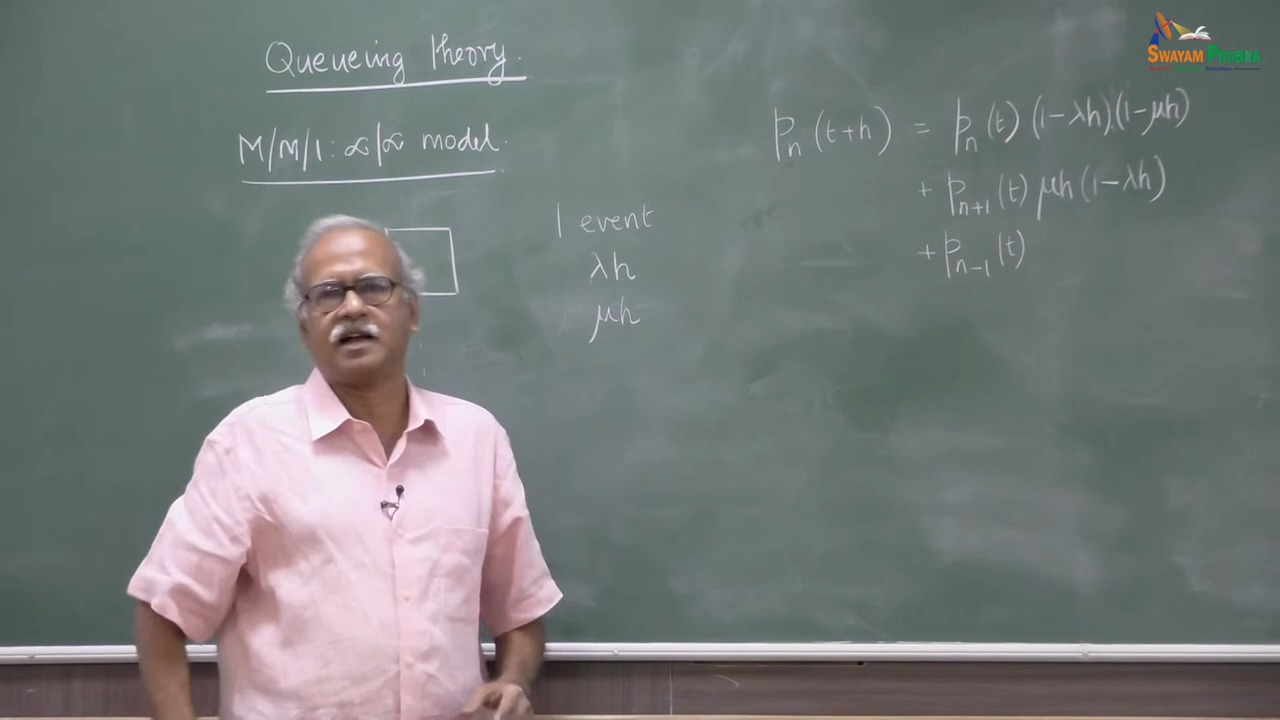 Queueing Theory.
M/M/1: ∝/∝ model.
1 event
λh
μh
pₙ(t+h) = pₙ(t)(1-λh)(1-μh)
+ pₙ₊₁(t) μh(1-λh)
+ pₙ₋₁(t)
SWAYAM PRABHA